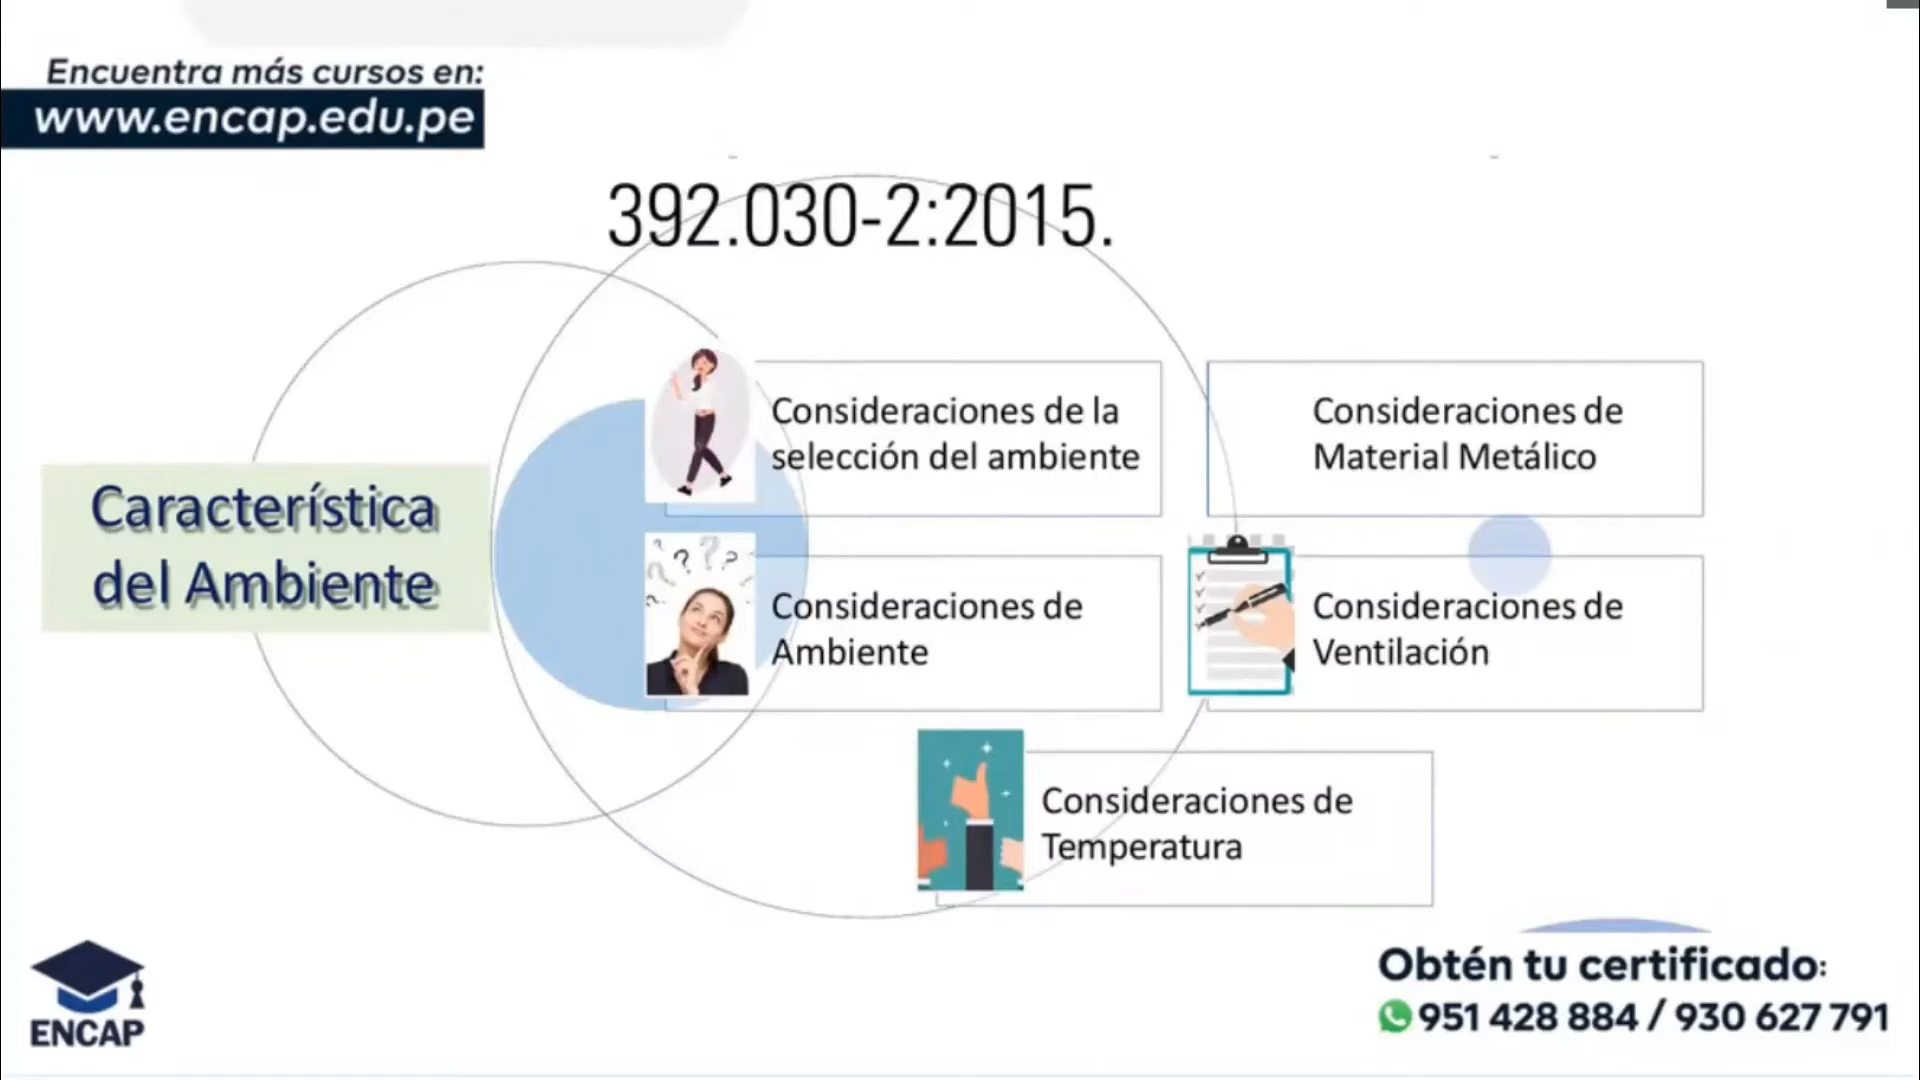 Encuentra más cursos en:
www.encap.edu.pe
392.030-2:2015.
Característica
del Ambiente
Consideraciones de la
selección del ambiente
Consideraciones de
Material Metálico
Consideraciones de
Ambiente
Consideraciones de
Ventilación
Consideraciones de
Temperatura
ENCAP
Obtén tu certificado:
951 428 884 / 930 627 791